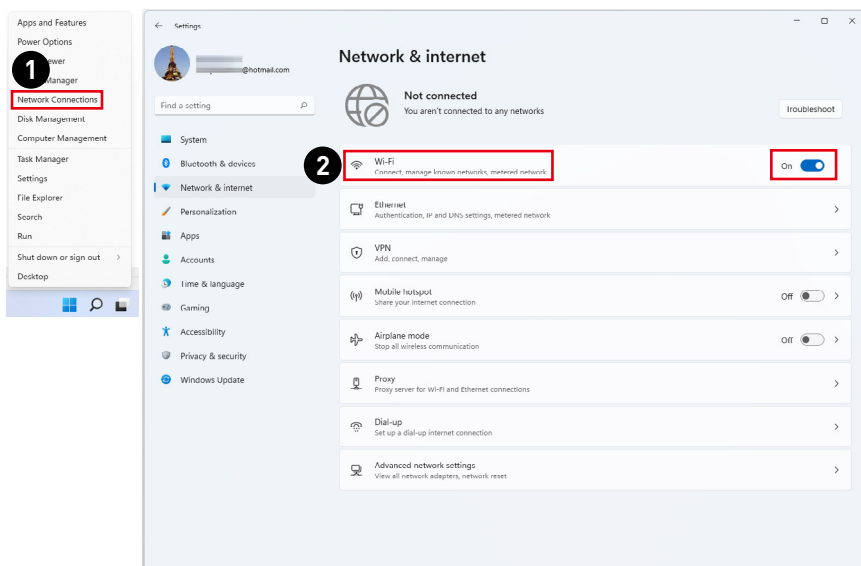 Apps and Features
Power Options
ewer
1
Manager
Network Connections
Disk Management
Computer Management
Task Manager
Settings
File Explorer
Search
Run
Shut down or sign out
Desktop
Settings
@hotmail.com
Find a setting
System
Bluetooth & devices
Network & internet
Personalization
Apps
Accounts
Time & language
Gaming
Accessibility
Privacy & security
Windows Update
Network & internet
Not connected
You aren't connected to any networks
Troubleshoot
2
Wi-Fi
Connect, manage known networks, metered network
On
Ethernet
Authentication, IP and DNS settings, metered network
VPN
Add, connect, manage
Mobile hotspot
Share your internet connection
Off
Airplane mode
Stop all wireless communication
Off
Proxy
Proxy server for Wi-Fi and Ethernet connections
Dial-up
Set up a dial-up internet connection
Advanced network settings
View all network adapters, network reset